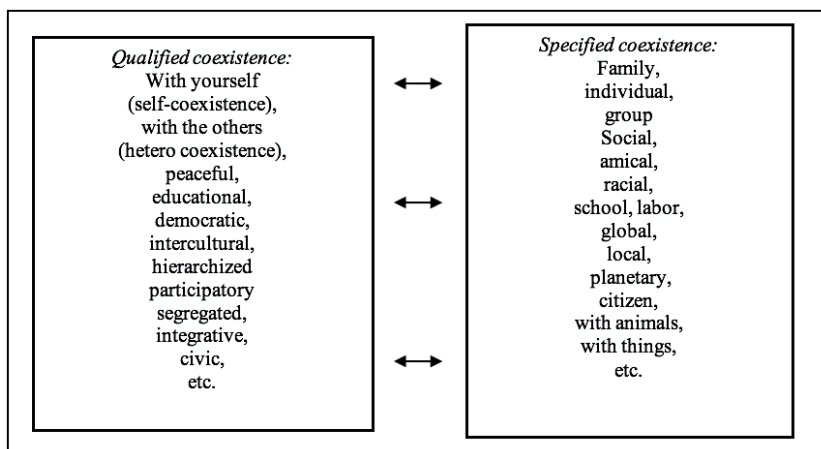 Qualified coexistence:
With yourself
(self-coexistence),
with the others
(hetero coexistence),
peaceful,
educational,
democratic,
intercultural,
hierarchized
participatory
segregated,
integrative,
civic,
etc.
Specified coexistence:
Family,
individual,
group
Social,
amical,
racial,
school, labor,
global,
local,
planetary,
citizen,
with animals,
with things,
etc.